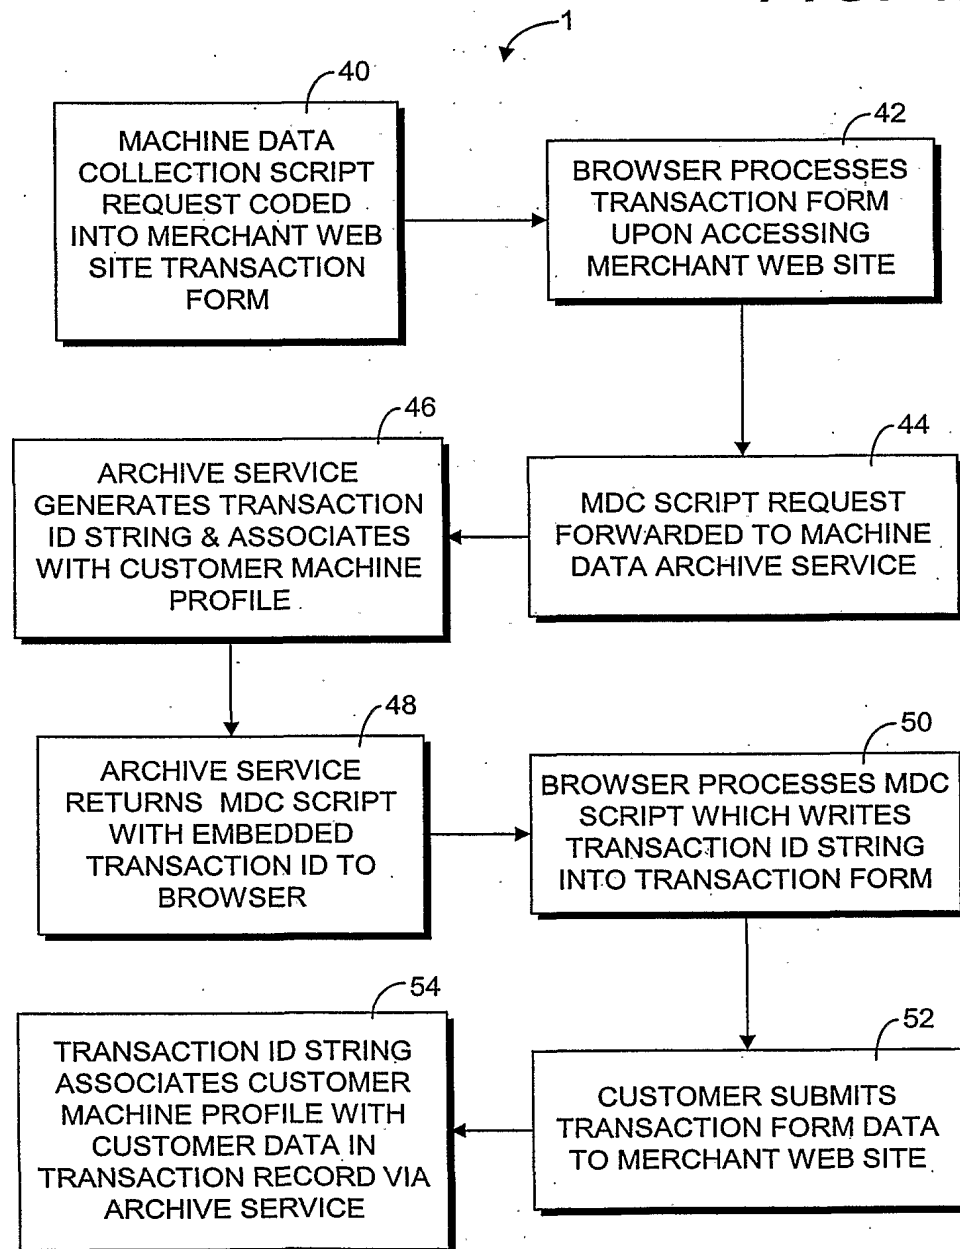 1
40
MACHINE DATA
COLLECTION SCRIPT
REQUEST CODED
INTO MERCHANT WEB
SITE TRANSACTION
FORM
42
BROWSER PROCESSES
TRANSACTION FORM
UPON ACCESSING
MERCHANT WEB SITE
44
MDC SCRIPT REQUEST
FORWARDED TO MACHINE
DATA ARCHIVE SERVICE
46
ARCHIVE SERVICE
GENERATES TRANSACTION
ID STRING & ASSOCIATES
WITH CUSTOMER MACHINE
PROFILE
48
ARCHIVE SERVICE
RETURNS MDC SCRIPT
WITH EMBEDDED
TRANSACTION ID TO
BROWSER
50
BROWSER PROCESSES MDC
SCRIPT WHICH WRITES
TRANSACTION ID STRING
INTO TRANSACTION FORM
52
CUSTOMER SUBMITS
TRANSACTION FORM DATA
TO MERCHANT WEB SITE
54
TRANSACTION ID STRING
ASSOCIATES CUSTOMER
MACHINE PROFILE WITH
CUSTOMER DATA IN
TRANSACTION RECORD VIA
ARCHIVE SERVICE